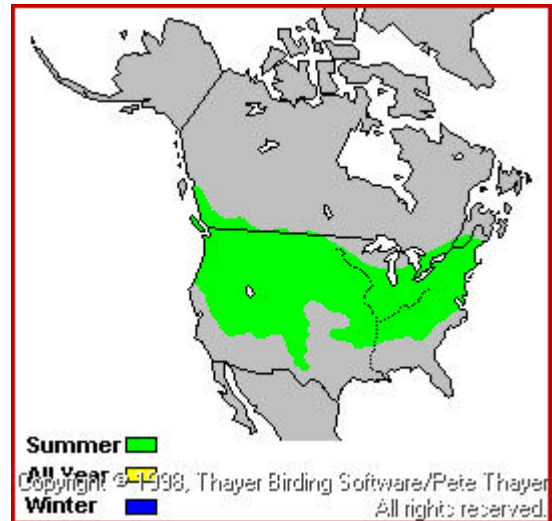 Summer
All Year
Copyright © 1998, Thayer Birding Software/Pete Thayer
Winter
All rights reserved.